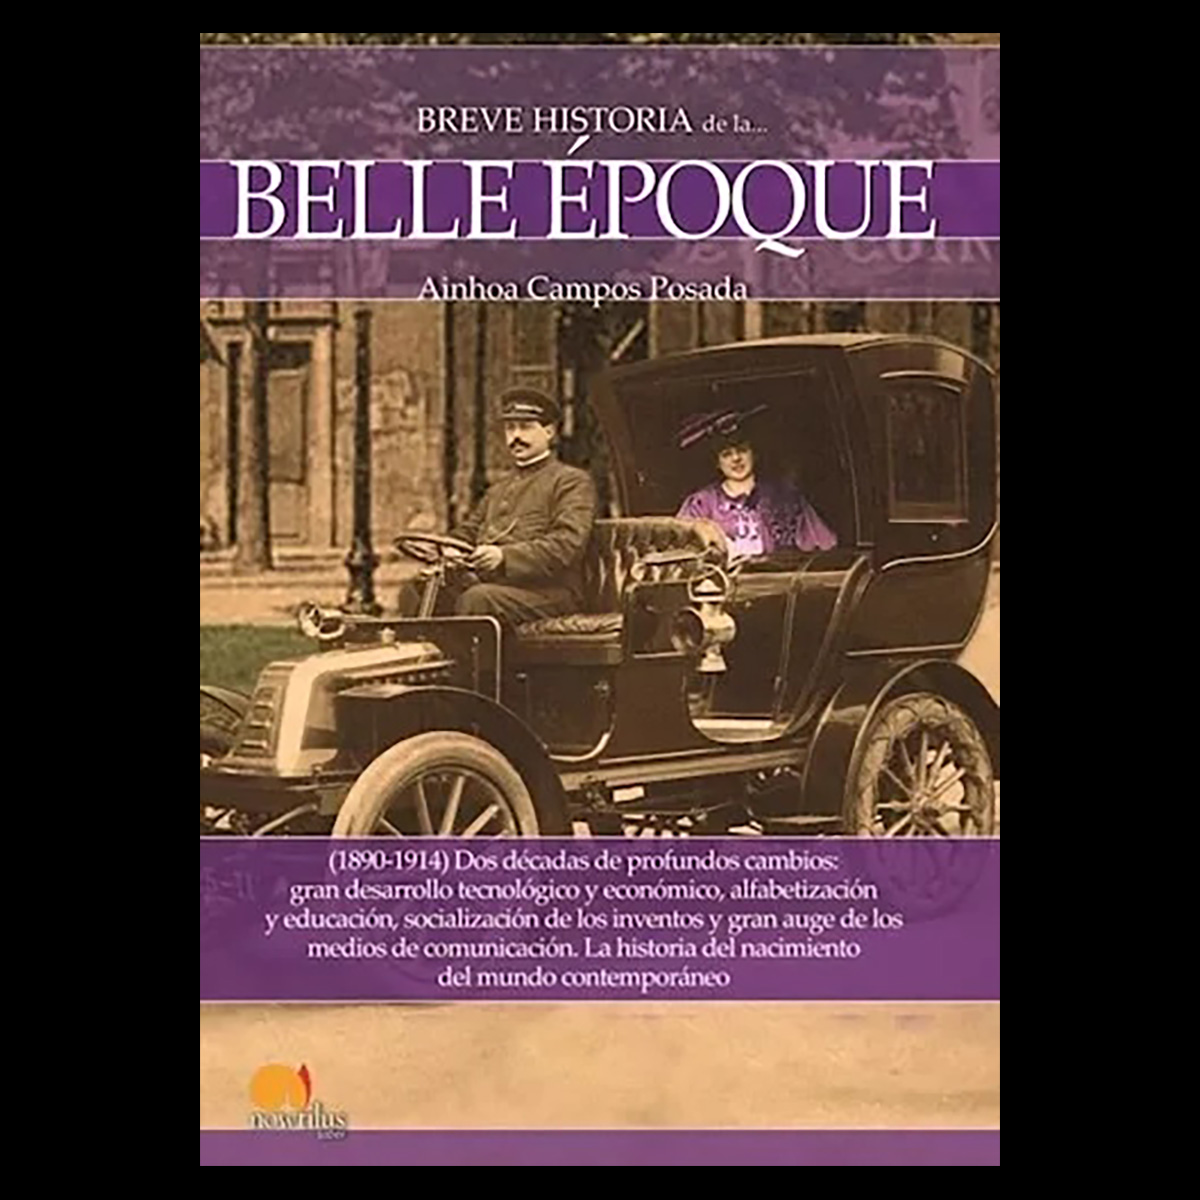 BREVE HISTORIA de la...
BELLE ÉPOQUE
Ainhoa Campos Posada
(1890-1914) Dos décadas de profundos cambios:
gran desarrollo tecnológico y económico, alfabetización
y educación, socialización de los inventos y gran auge de los
medios de comunicación. La historia del nacimiento
del mundo contemporáneo
nowtilus